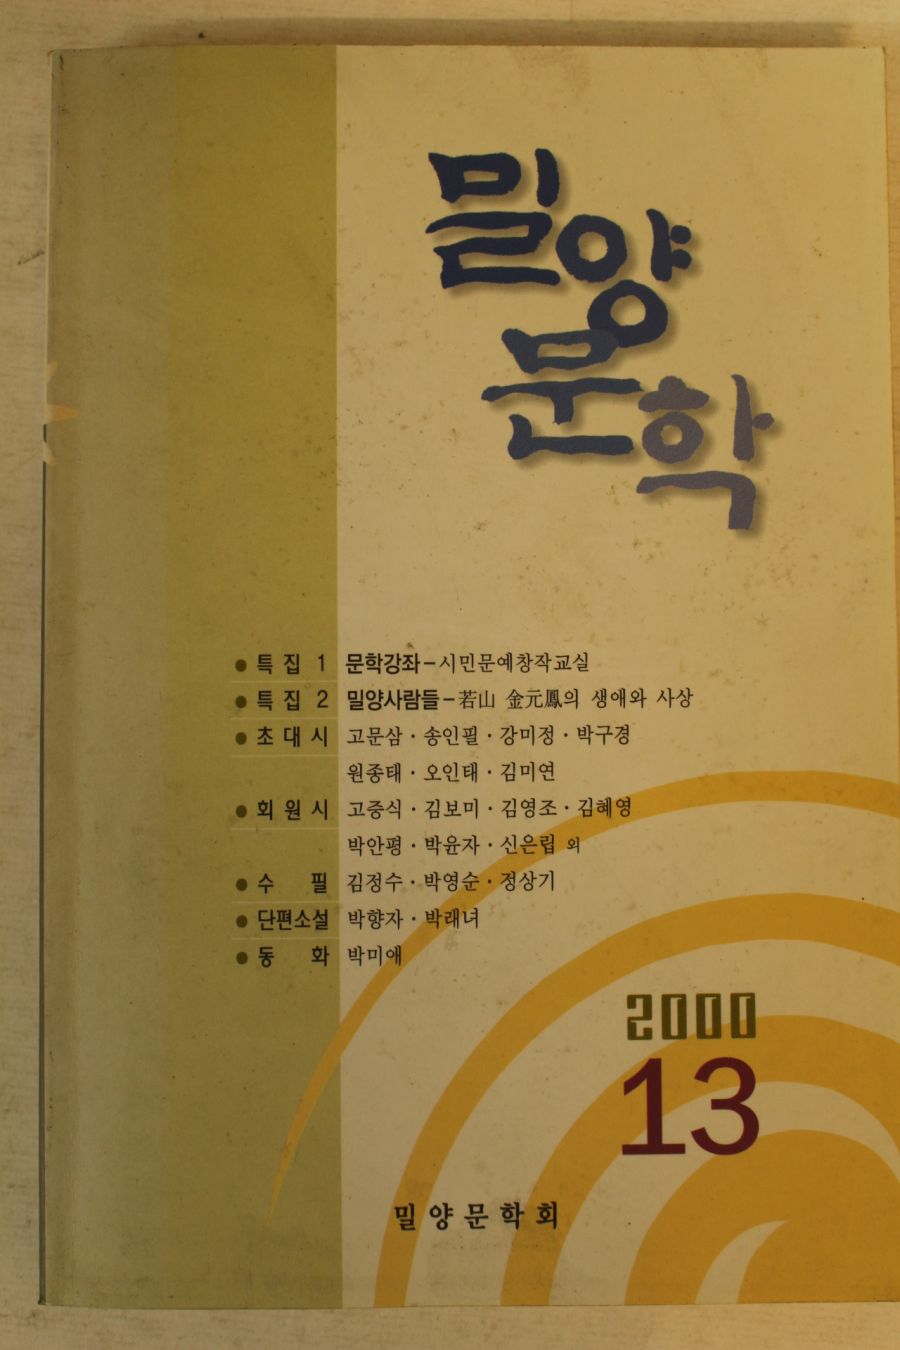 밀양
문학
● 특집 1 문학강좌-시민문예창작교실
● 특집 2 밀양사람들-若山 金元鳳의 생애와 사상
● 초대시 고문삼·송인필·강미정·박구경
원종태·오인태·김미연
● 회원시 고증식·김보미·김영조·김혜영
박안평·박윤자·신은립 외
● 수 필 김정수·박영순·정상기
● 단편소설 박향자·박래녀
● 동 화 박미애
2000
13
밀양문학회